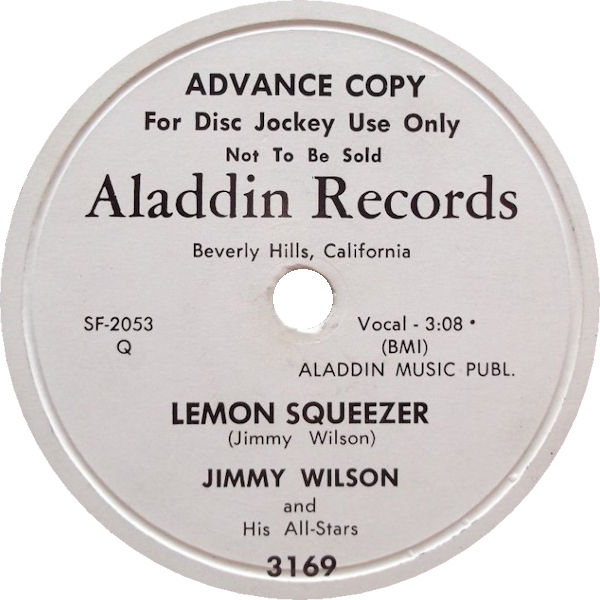 ADVANCE COPY
For Disc Jockey Use Only
Not To Be Sold
Aladdin Records
Beverly Hills, California
SF-2053
Q
Vocal - 3:08 •
(BMI)
ALADDIN MUSIC PUBL.
LEMON SQUEEZER
(Jimmy Wilson)
JIMMY WILSON
and
His All-Stars
3169